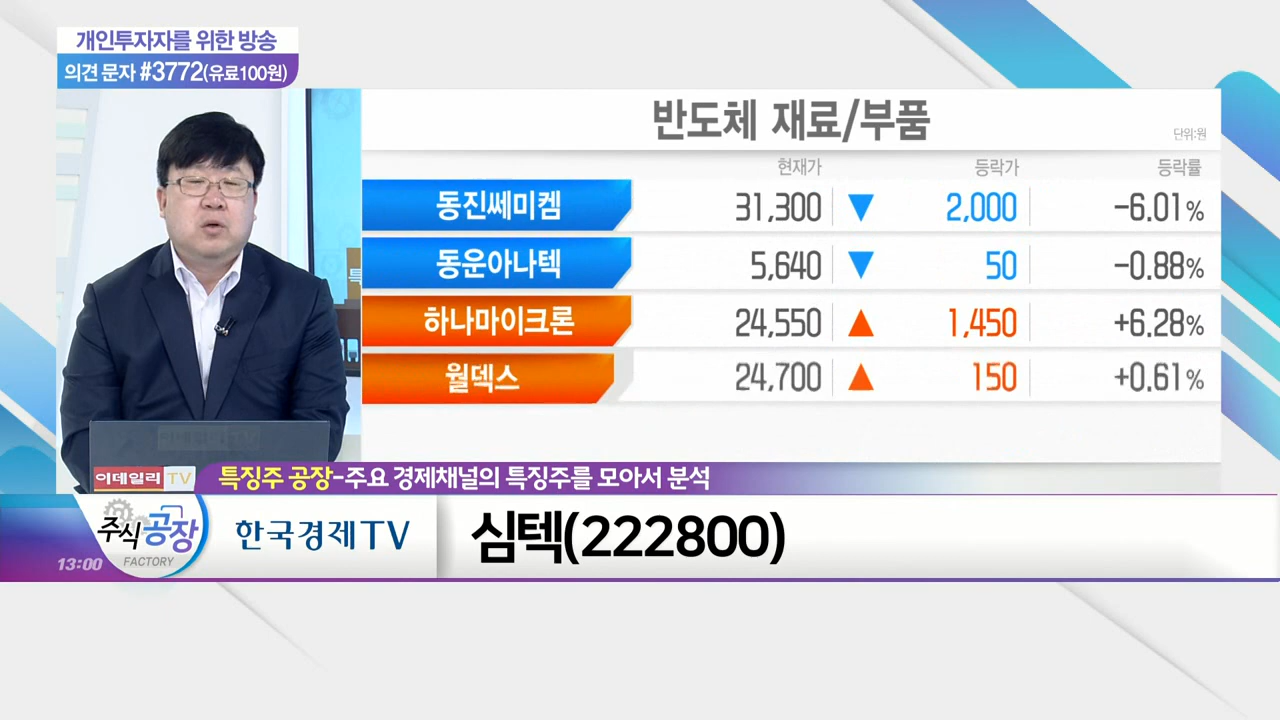 개인투자자를 위한 방송
의견 문자 #3772(유료100원)
반도체 재료/부품
단위:원
현재가 등락가 등락률
동진쎄미켐 31,300 ▼ 2,000 -6.01%
동운아나텍 5,640 ▼ 50 -0.88%
하나마이크론 24,550 ▲ 1,450 +6.28%
월덱스 24,700 ▲ 150 +0.61%
이데일리 TV
특징주 공장-주요 경제채널의 특징주를 모아서 분석
주식공장
FACTORY
13:00
한국경제TV
심텍(222800)